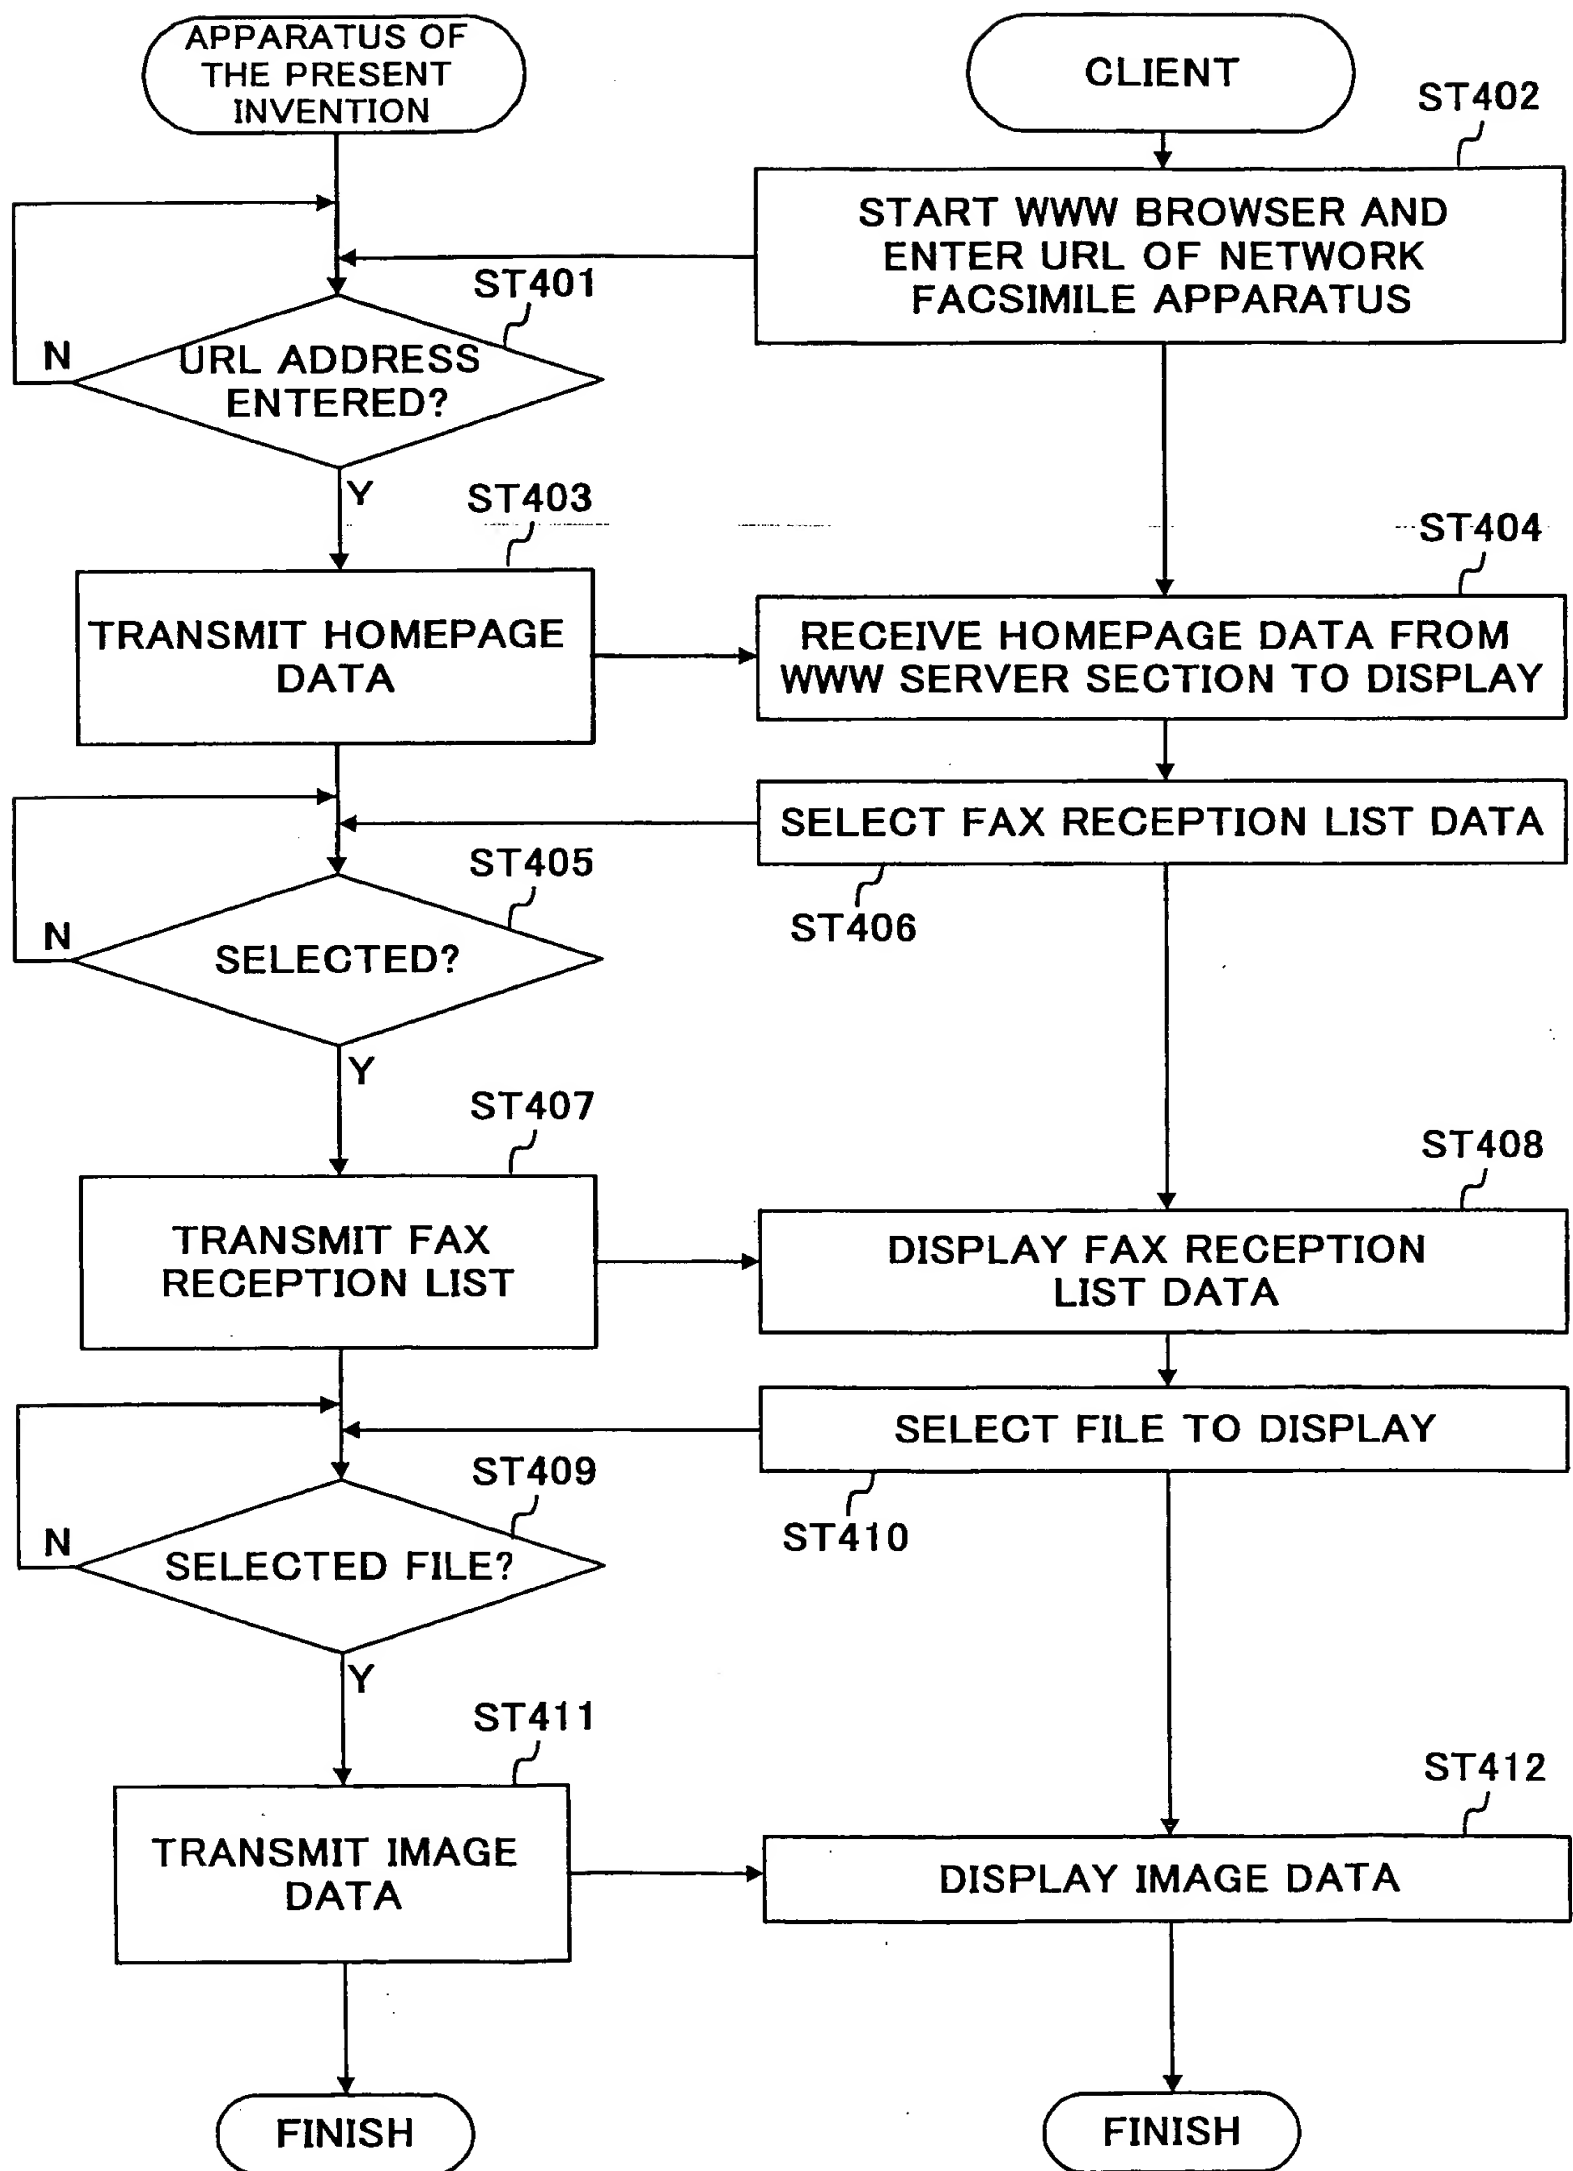 APPARATUS OF
THE PRESENT
INVENTION
CLIENT
ST402
START WWW BROWSER AND
ENTER URL OF NETWORK
FACSIMILE APPARATUS
ST401
N
URL ADDRESS
ENTERED?
Y
ST403
TRANSMIT HOMEPAGE
DATA
ST404
RECEIVE HOMEPAGE DATA FROM
WWW SERVER SECTION TO DISPLAY
SELECT FAX RECEPTION LIST DATA
ST406
ST405
N
SELECTED?
Y
ST407
TRANSMIT FAX
RECEPTION LIST
ST408
DISPLAY FAX RECEPTION
LIST DATA
SELECT FILE TO DISPLAY
ST410
ST409
N
SELECTED FILE?
Y
ST411
TRANSMIT IMAGE
DATA
ST412
DISPLAY IMAGE DATA
FINISH
FINISH